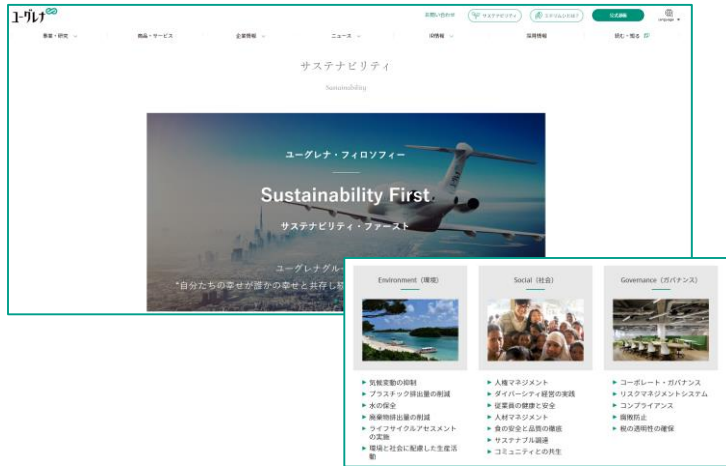 ユーグレナ
お問い合わせ
サステナビリティ
公式通販
Language
事業・研究
商品・サービス
企業情報
ニュース
IR情報
採用情報
読む・知る
サステナビリティ
Sustainability
ユーグレナ・フィロソフィー
Sustainability First
サステナビリティ・ファースト
ユーグレナグル
"自分たちの幸せが誰かの幸せと共存し
Environment（環境）
気候変動の抑制
プラスチック排出量の削減
水の保全
廃棄物排出量の削減
ライフサイクルアセスメント
の実施
環境と社会に配慮した生産活
動
Social（社会）
人権マネジメント
ダイバーシティ経営の実践
従業員の健康と安全
人材マネジメント
食の安全と品質の徹底
サステナブル調達
コミュニティとの共生
Governance（ガバナンス）
コーポレート・ガバナンス
リスクマネジメントシステム
コンプライアンス
腐敗防止
税の透明性の確保